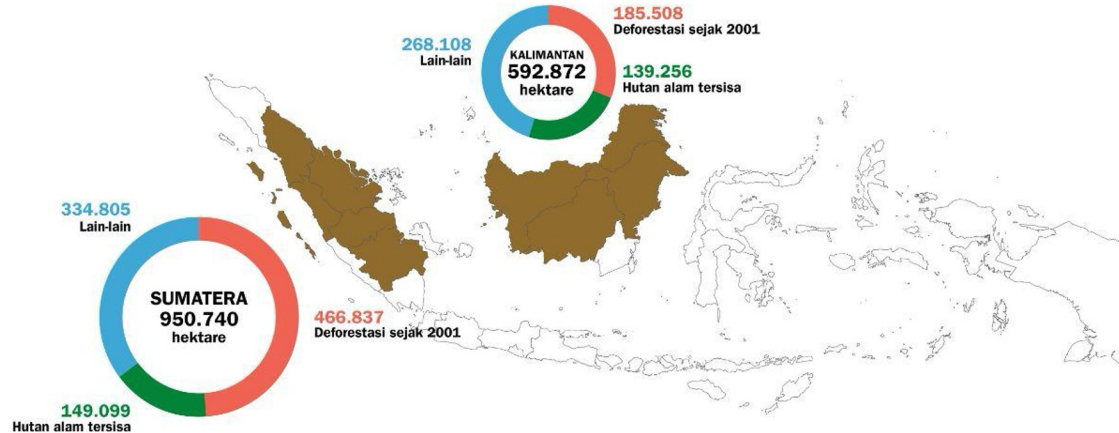 185.508
Deforestasi sejak 2001
268.108
Lain-lain
KALIMANTAN
592.872
hektare
139.256
Hutan alam tersisa
334.805
Lain-lain
SUMATERA
950.740
hektare
466.837
Deforestasi sejak 2001
149.099
Hutan alam tersisa